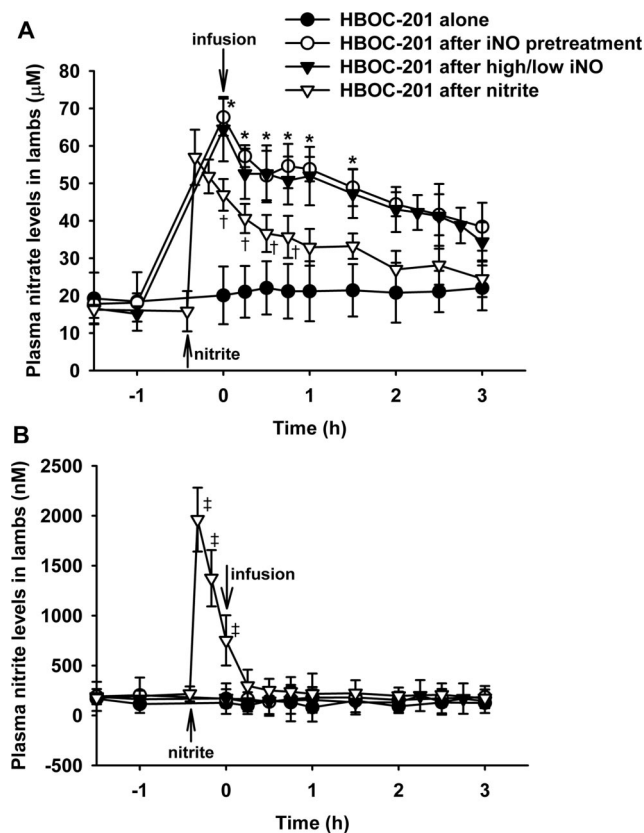 A
infusion
HBOC-201 alone
HBOC-201 after iNO pretreatment
HBOC-201 after high/low iNO
HBOC-201 after nitrite
Plasma nitrate levels in lambs (μM)
80
70
60
50
40
30
20
10
0
* * * * * *
† † † †
nitrite
-1 0 1 2 3
Time (h)
B
Plasma nitrite levels in lambs (nM)
2500
2000
1500
1000
500
0
-500
‡
‡
‡
infusion
nitrite
-1 0 1 2 3
Time (h)